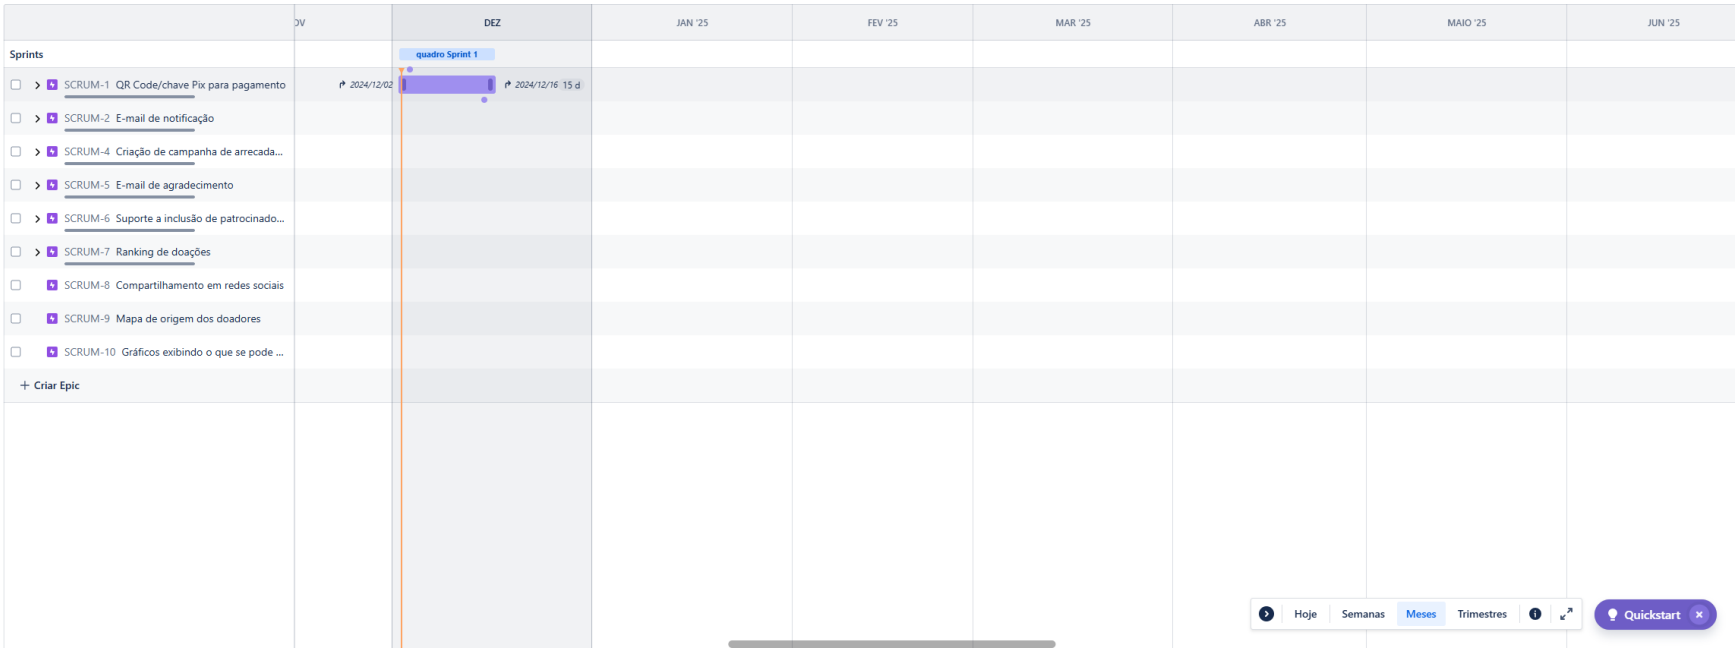 OV DEZ JAN '25 FEV '25 MAR '25 ABR '25 MAIO '25 JUN '25
Sprints quadro Sprint 1
SCRUM-1 QR Code/chave Pix para pagamento 2024/12/02 2024/12/16 15 d
SCRUM-2 E-mail de notificação
SCRUM-4 Criação de campanha de arrecada...
SCRUM-5 E-mail de agradecimento
SCRUM-6 Suporte a inclusão de patrocinado...
SCRUM-7 Ranking de doações
SCRUM-8 Compartilhamento em redes sociais
SCRUM-9 Mapa de origem dos doadores
SCRUM-10 Gráficos exibindo o que se pode ...
+ Criar Epic
Hoje Semanas Meses Trimestres Quickstart